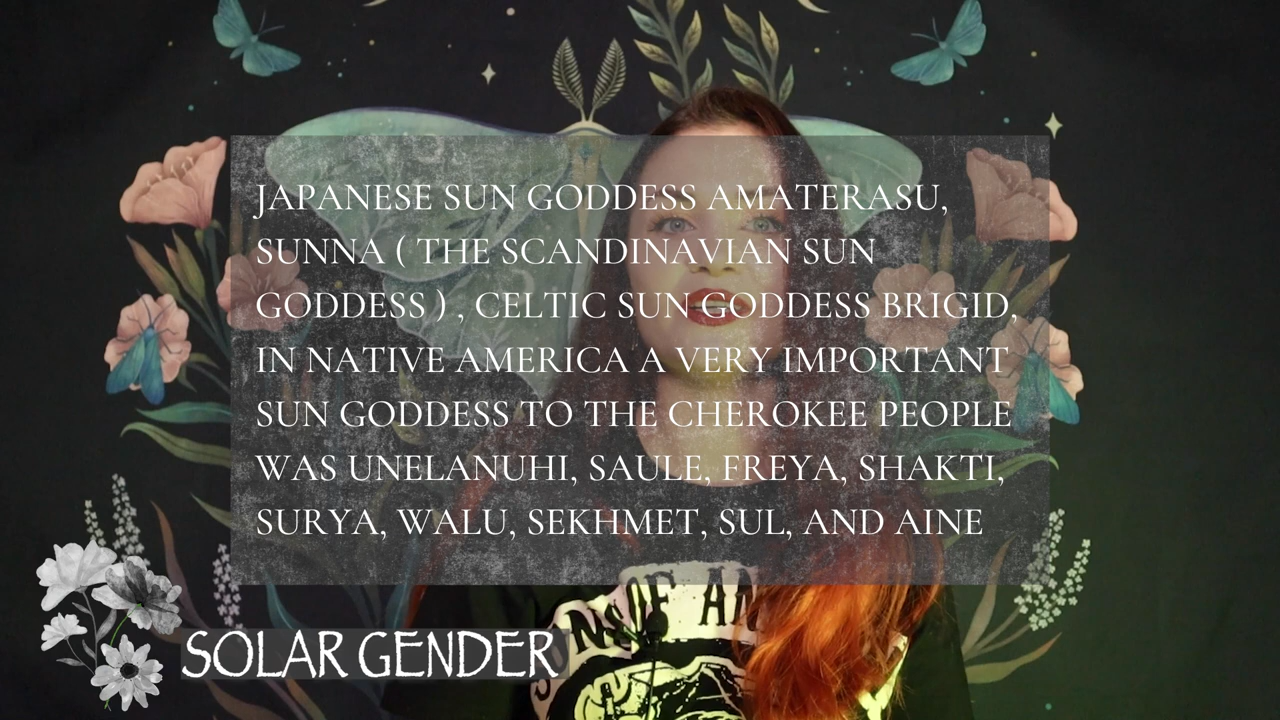 JAPANESE SUN GODDESS AMATERASU,
SUNNA ( THE SCANDINAVIAN SUN
GODDESS ) , CELTIC SUN GODDESS BRIGID,
IN NATIVE AMERICA A VERY IMPORTANT
SUN GODDESS TO THE CHEROKEE PEOPLE
WAS UNELANUHI, SAULE, FREYA, SHAKTI,
SURYA, WALU, SEKHMET, SUL, AND AINE
OF
SOLAR GENDER